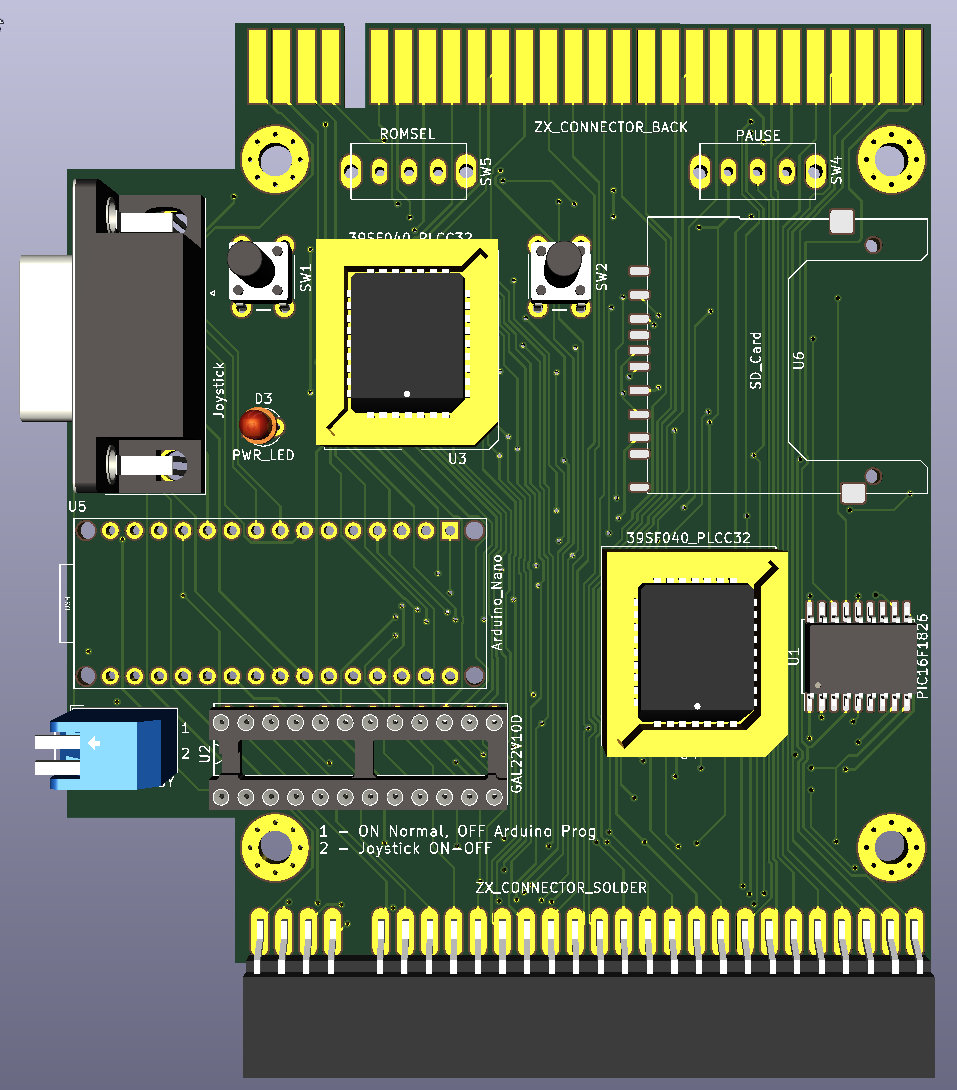 ZX_CONNECTOR_BACK
ROMSEL
PAUSE
SW5
SW4
39SF040_PLCC32
SW1
SW2
SD_Card
U6
Joystick
D3
PWR_LED
U3
U5
39SF040_PLCC32
Arduino_Nano
U1
PIC16F1826
1
2
U2
GAL22V10D
1 - ON Normal, OFF Arduino Prog
2 - Joystick ON-OFF
ZX_CONNECTOR_SOLDER